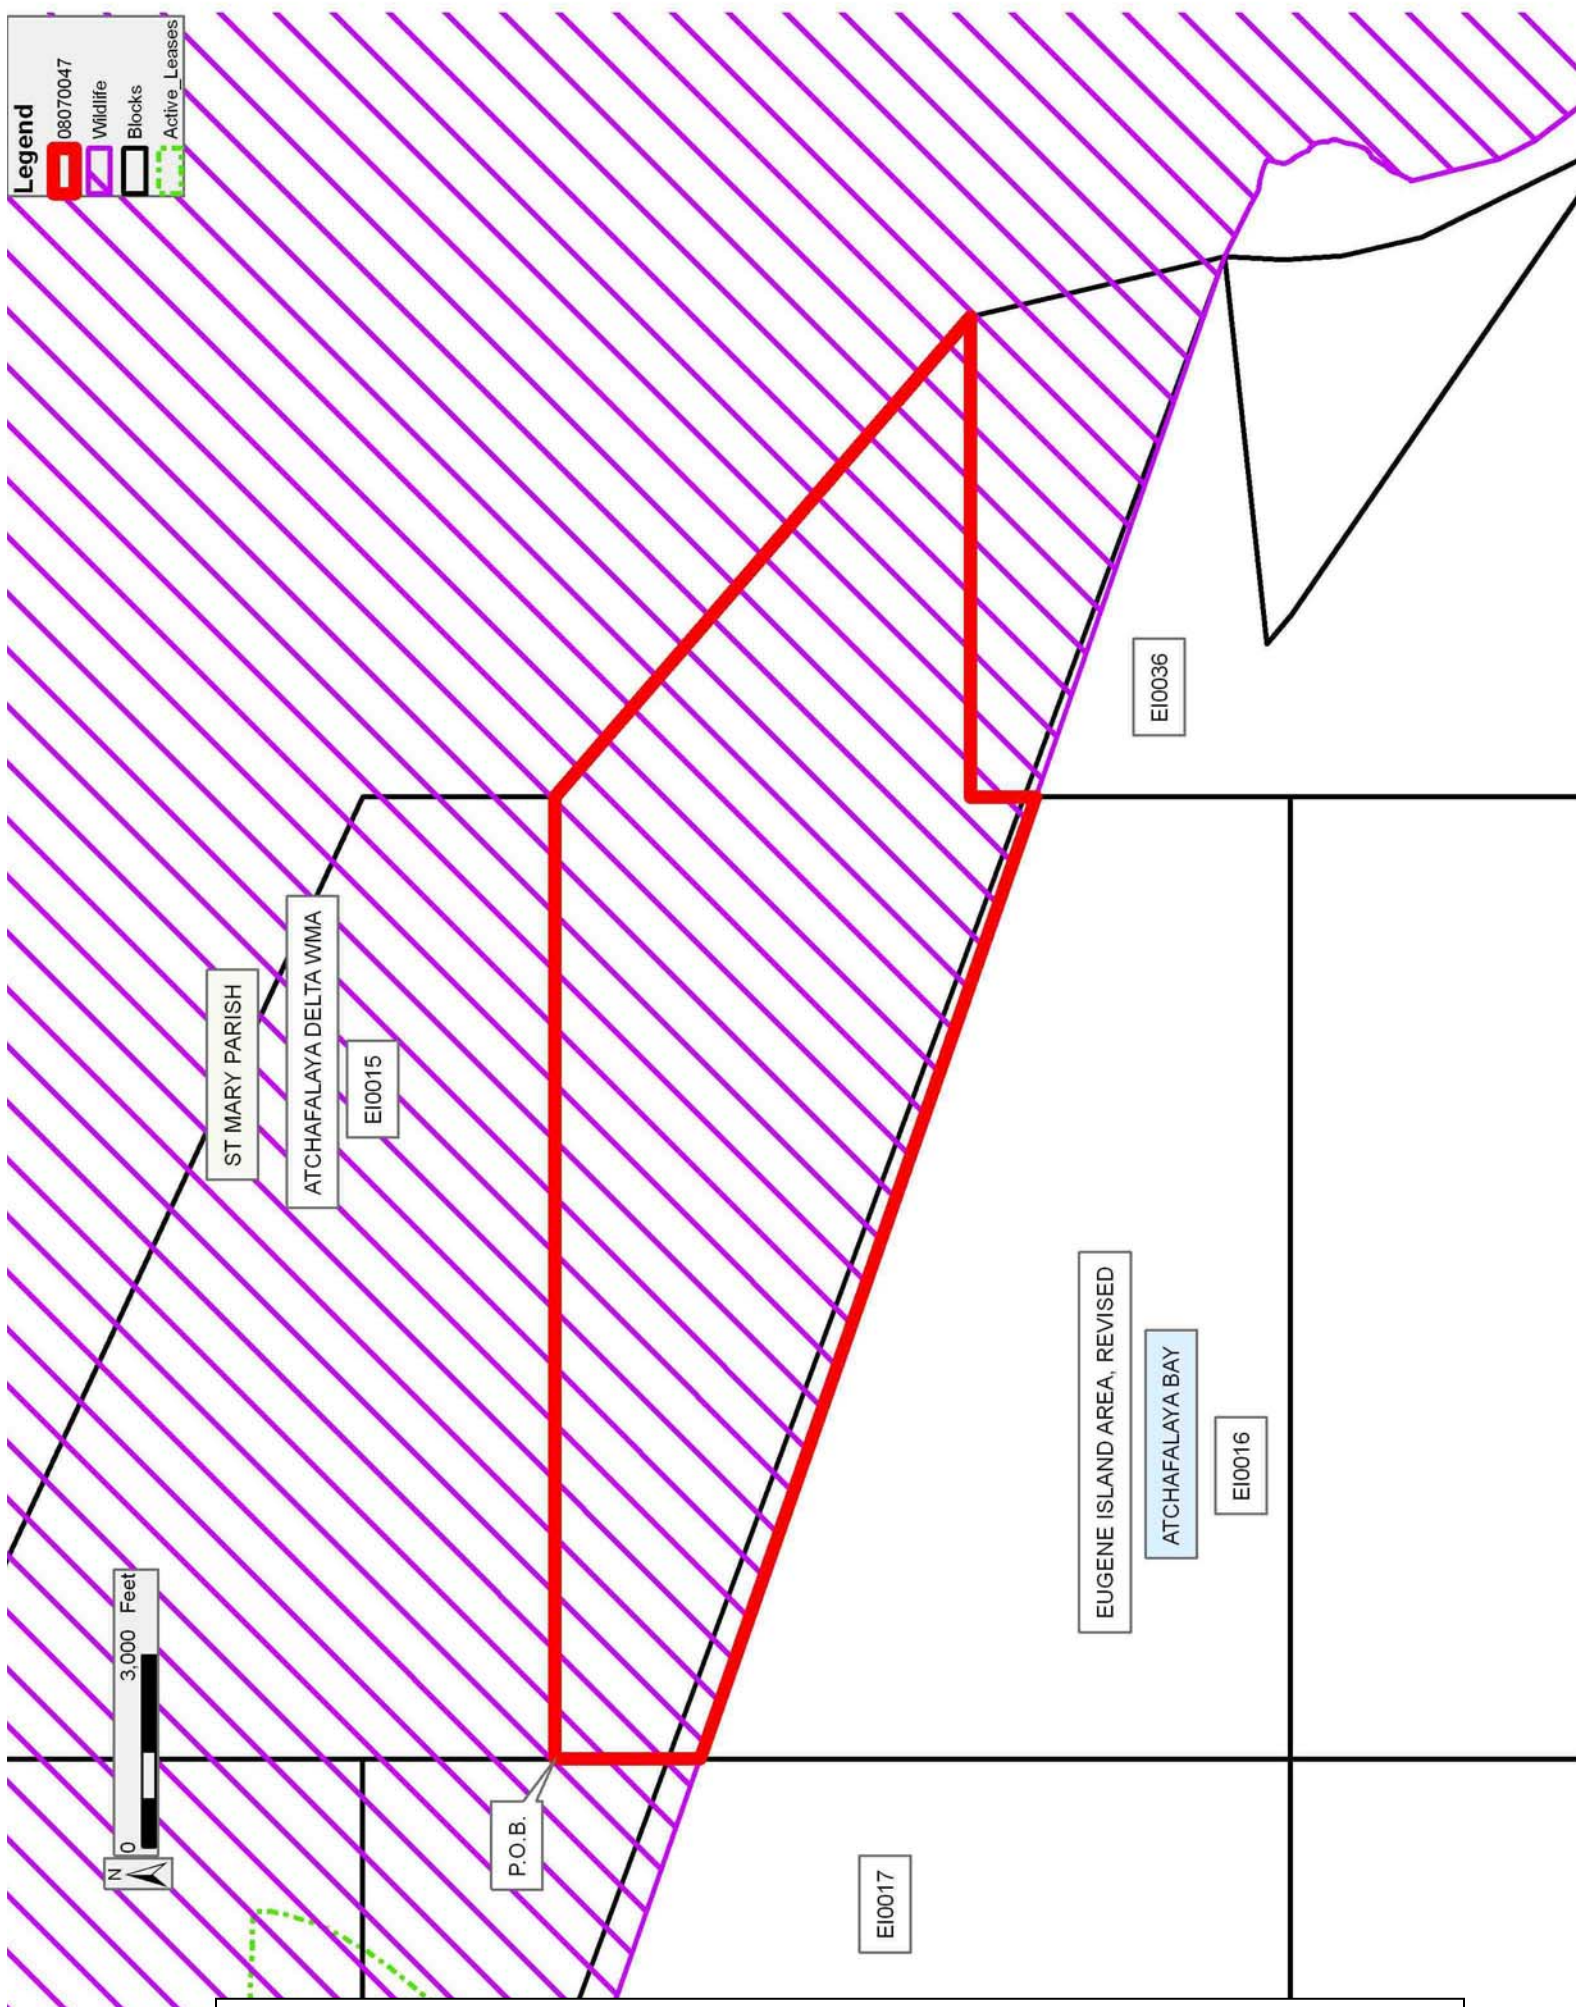 Legend
08070047
Wildlife
Blocks
Active_Leases
0 3,000 Feet
N
ST MARY PARISH
ATCHAFALAYA DELTA WMA
EI0015
P.O.B.
EI0036
EI0017
EUGENE ISLAND AREA, REVISED
ATCHAFALAYA BAY
EI0016